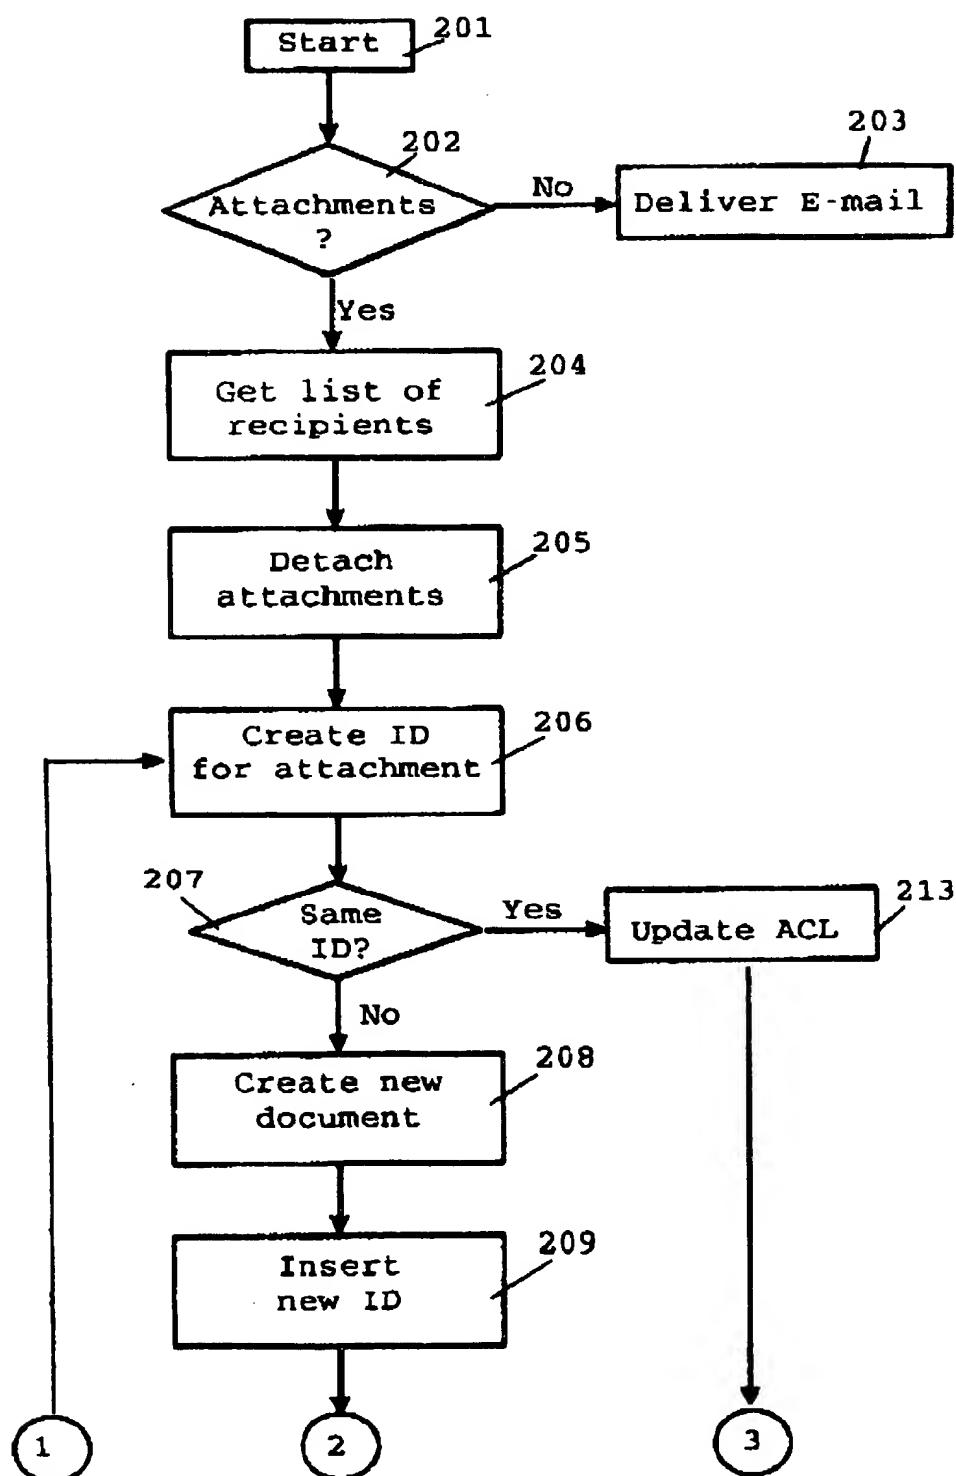 Start
201
202
Attachments
?
No
203
Deliver E-mail
Yes
204
Get list of
recipients
205
Detach
attachments
206
Create ID
for attachment
207
Same
ID?
Yes
213
Update ACL
No
208
Create new
document
209
Insert
new ID
1
2
3